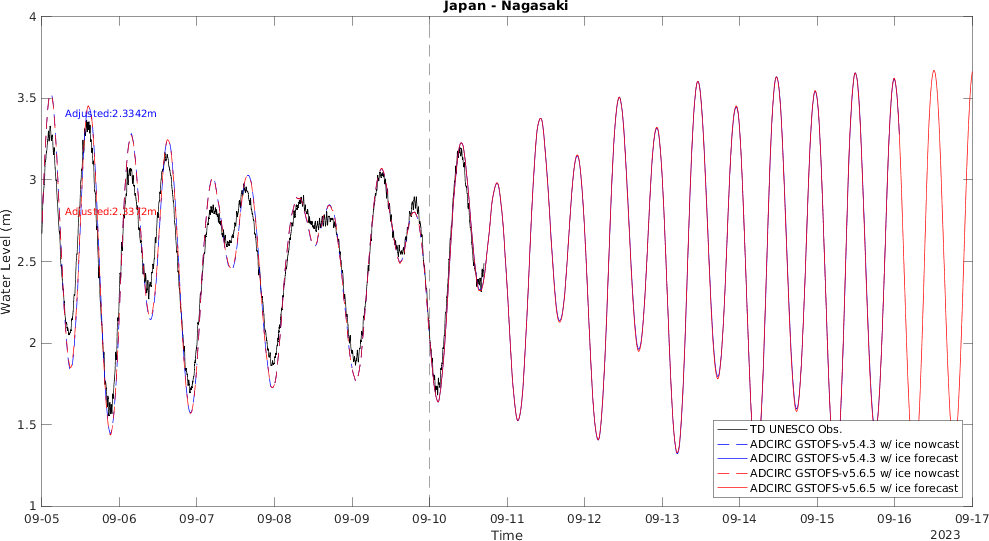 Japan - Nagasaki
4
3.5
3
2.5
2
1.5
1
Water Level (m)
Adjusted:2.3342m
Adjusted:2.3372m
TD UNESCO Obs.
ADCIRC GSTOFS-v5.4.3 w/ ice nowcast
ADCIRC GSTOFS-v5.4.3 w/ ice forecast
ADCIRC GSTOFS-v5.6.5 w/ ice nowcast
ADCIRC GSTOFS-v5.6.5 w/ ice forecast
09-05 09-06 09-07 09-08 09-09 09-10 09-11 09-12 09-13 09-14 09-15 09-16 09-17
Time
2023